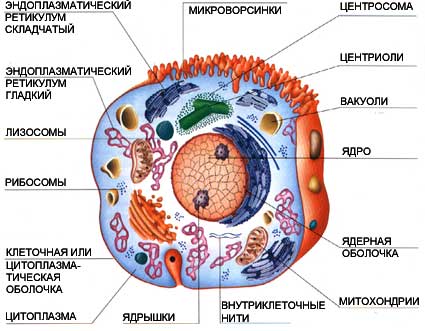 ЭНДОПЛАЗМАТИЧЕСКИЙ
РЕТИКУЛУМ
СКЛАДЧАТЫЙ
ЭНДОПЛАЗМАТИЧЕСКИЙ
РЕТИКУЛУМ
ГЛАДКИЙ
ЛИЗОСОМЫ
РИБОСОМЫ
КЛЕТОЧНАЯ ИЛИ
ЦИТОПЛАЗМА-
ТИЧЕСКАЯ
ОБОЛОЧКА
ЦИТОПЛАЗМА
МИКРОВОРСИНКИ
ЯДРЫШКИ
ВНУТРИКЛЕТОЧНЫЕ
НИТИ
ЦЕНТРОСОМА
ЦЕНТРИОЛИ
ВАКУОЛИ
ЯДРО
ЯДЕРНАЯ
ОБОЛОЧКА
МИТОХОНДРИИ